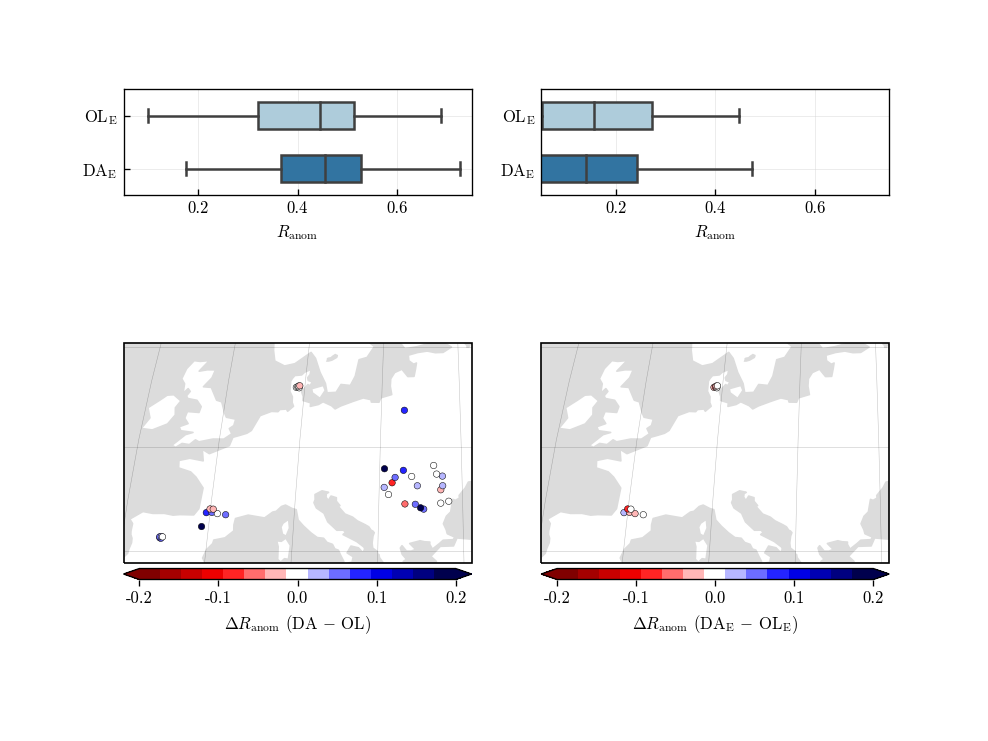 OL_E
DA_E
0.2 0.4 0.6
R_anom
OL_E
DA_E
0.2 0.4 0.6
R_anom
-0.2 -0.1 0.0 0.1 0.2
ΔR_anom (DA − OL)
-0.2 -0.1 0.0 0.1 0.2
ΔR_anom (DA_E − OL_E)